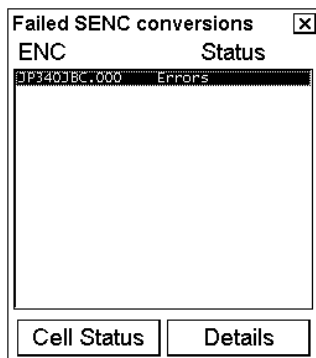 Failed SENC conversions
ENC Status
JP340JBC.000 Errors
Cell Status Details